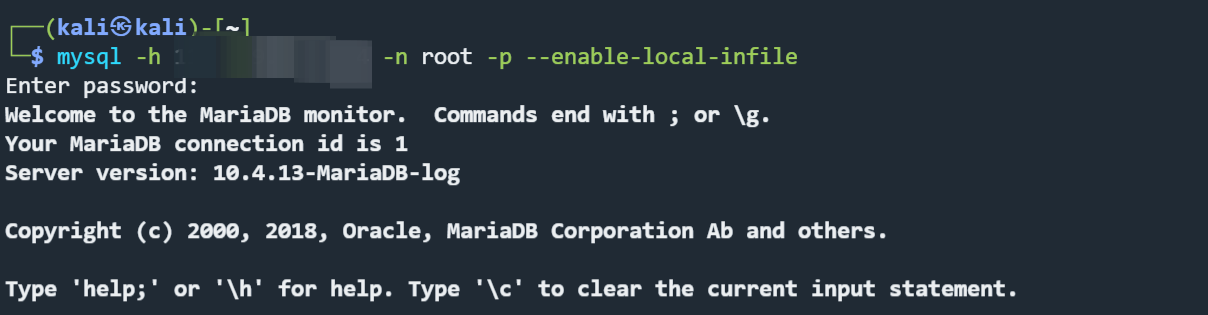 ┌──(kali㉿kali)-[~]
└─$ mysql -h -n root -p --enable-local-infile
Enter password:
Welcome to the MariaDB monitor.  Commands end with ; or \g.
Your MariaDB connection id is 1
Server version: 10.4.13-MariaDB-log
Copyright (c) 2000, 2018, Oracle, MariaDB Corporation Ab and others.
Type 'help;' or '\h' for help. Type '\c' to clear the current input statement.